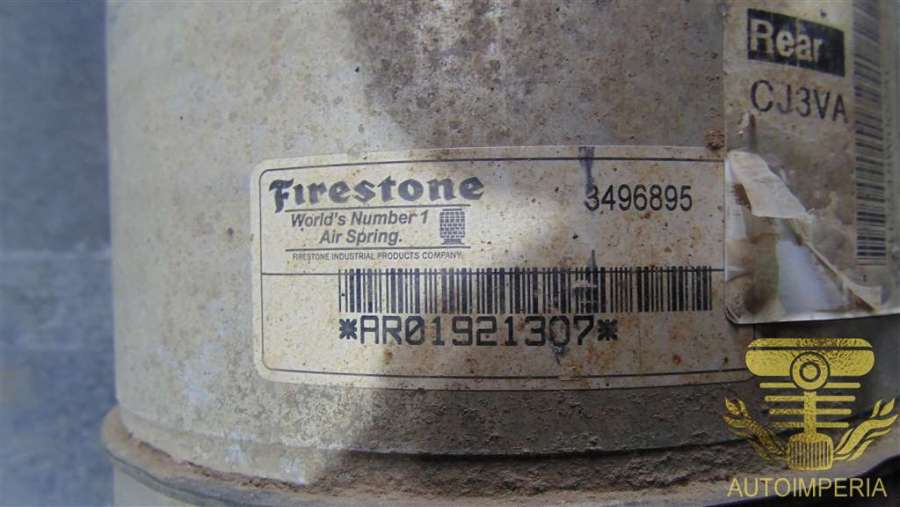 Rear
CJ3VA
Firestone
World's Number 1
Air Spring.
FIRESTONE INDUSTRIAL PRODUCTS COMPANY.
3496895
*AR01921307*
AUTOIMPERIA